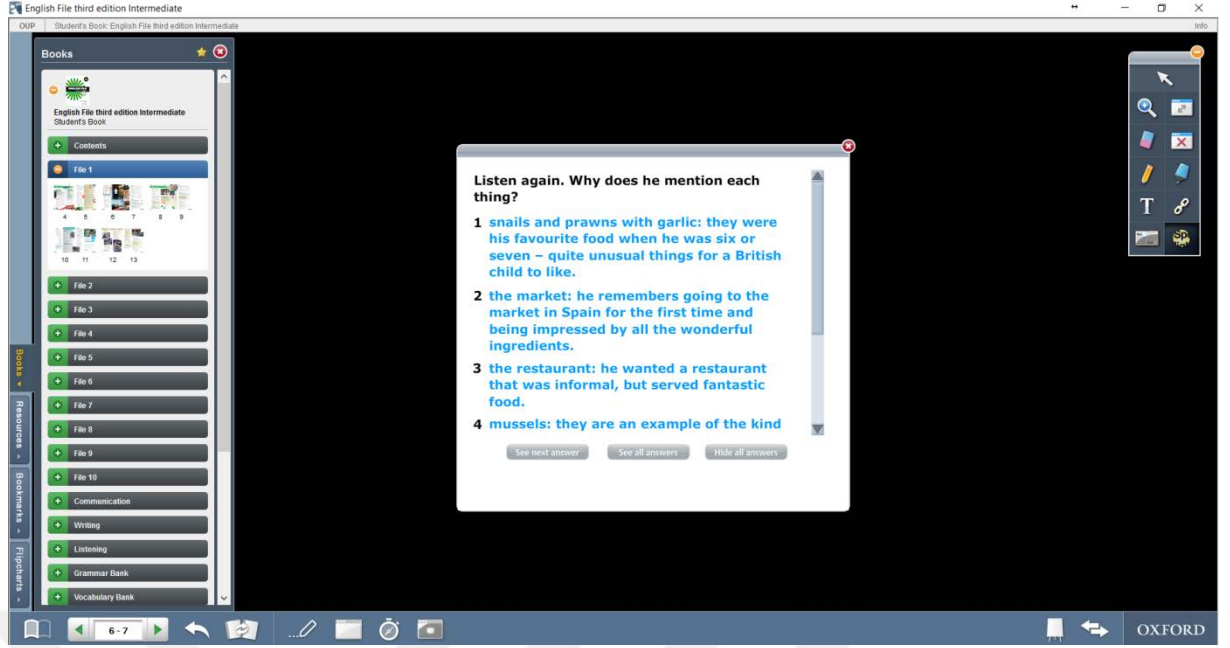 English File third edition Intermediate
OUP
Student's Book: English File third edition Intermediate
Info
Books
English File third edition Intermediate
Student's Book
Contents
File 1
4 5 6 7 8 9
10 11 12 13
File 2
File 3
File 4
File 5
File 6
File 7
File 8
File 9
File 10
Communication
Writing
Listening
Grammar Bank
Vocabulary Bank
Books
Resources
Bookmarks
Flipcharts
Listen again. Why does he mention each
thing?
1 snails and prawns with garlic: they were
his favourite food when he was six or
seven – quite unusual things for a British
child to like.
2 the market: he remembers going to the
market in Spain for the first time and
being impressed by all the wonderful
ingredients.
3 the restaurant: he wanted a restaurant
that was informal, but served fantastic
food.
4 mussels: they are an example of the kind
See next answer
See all answers
Hide all answers
T
6 - 7
OXFORD